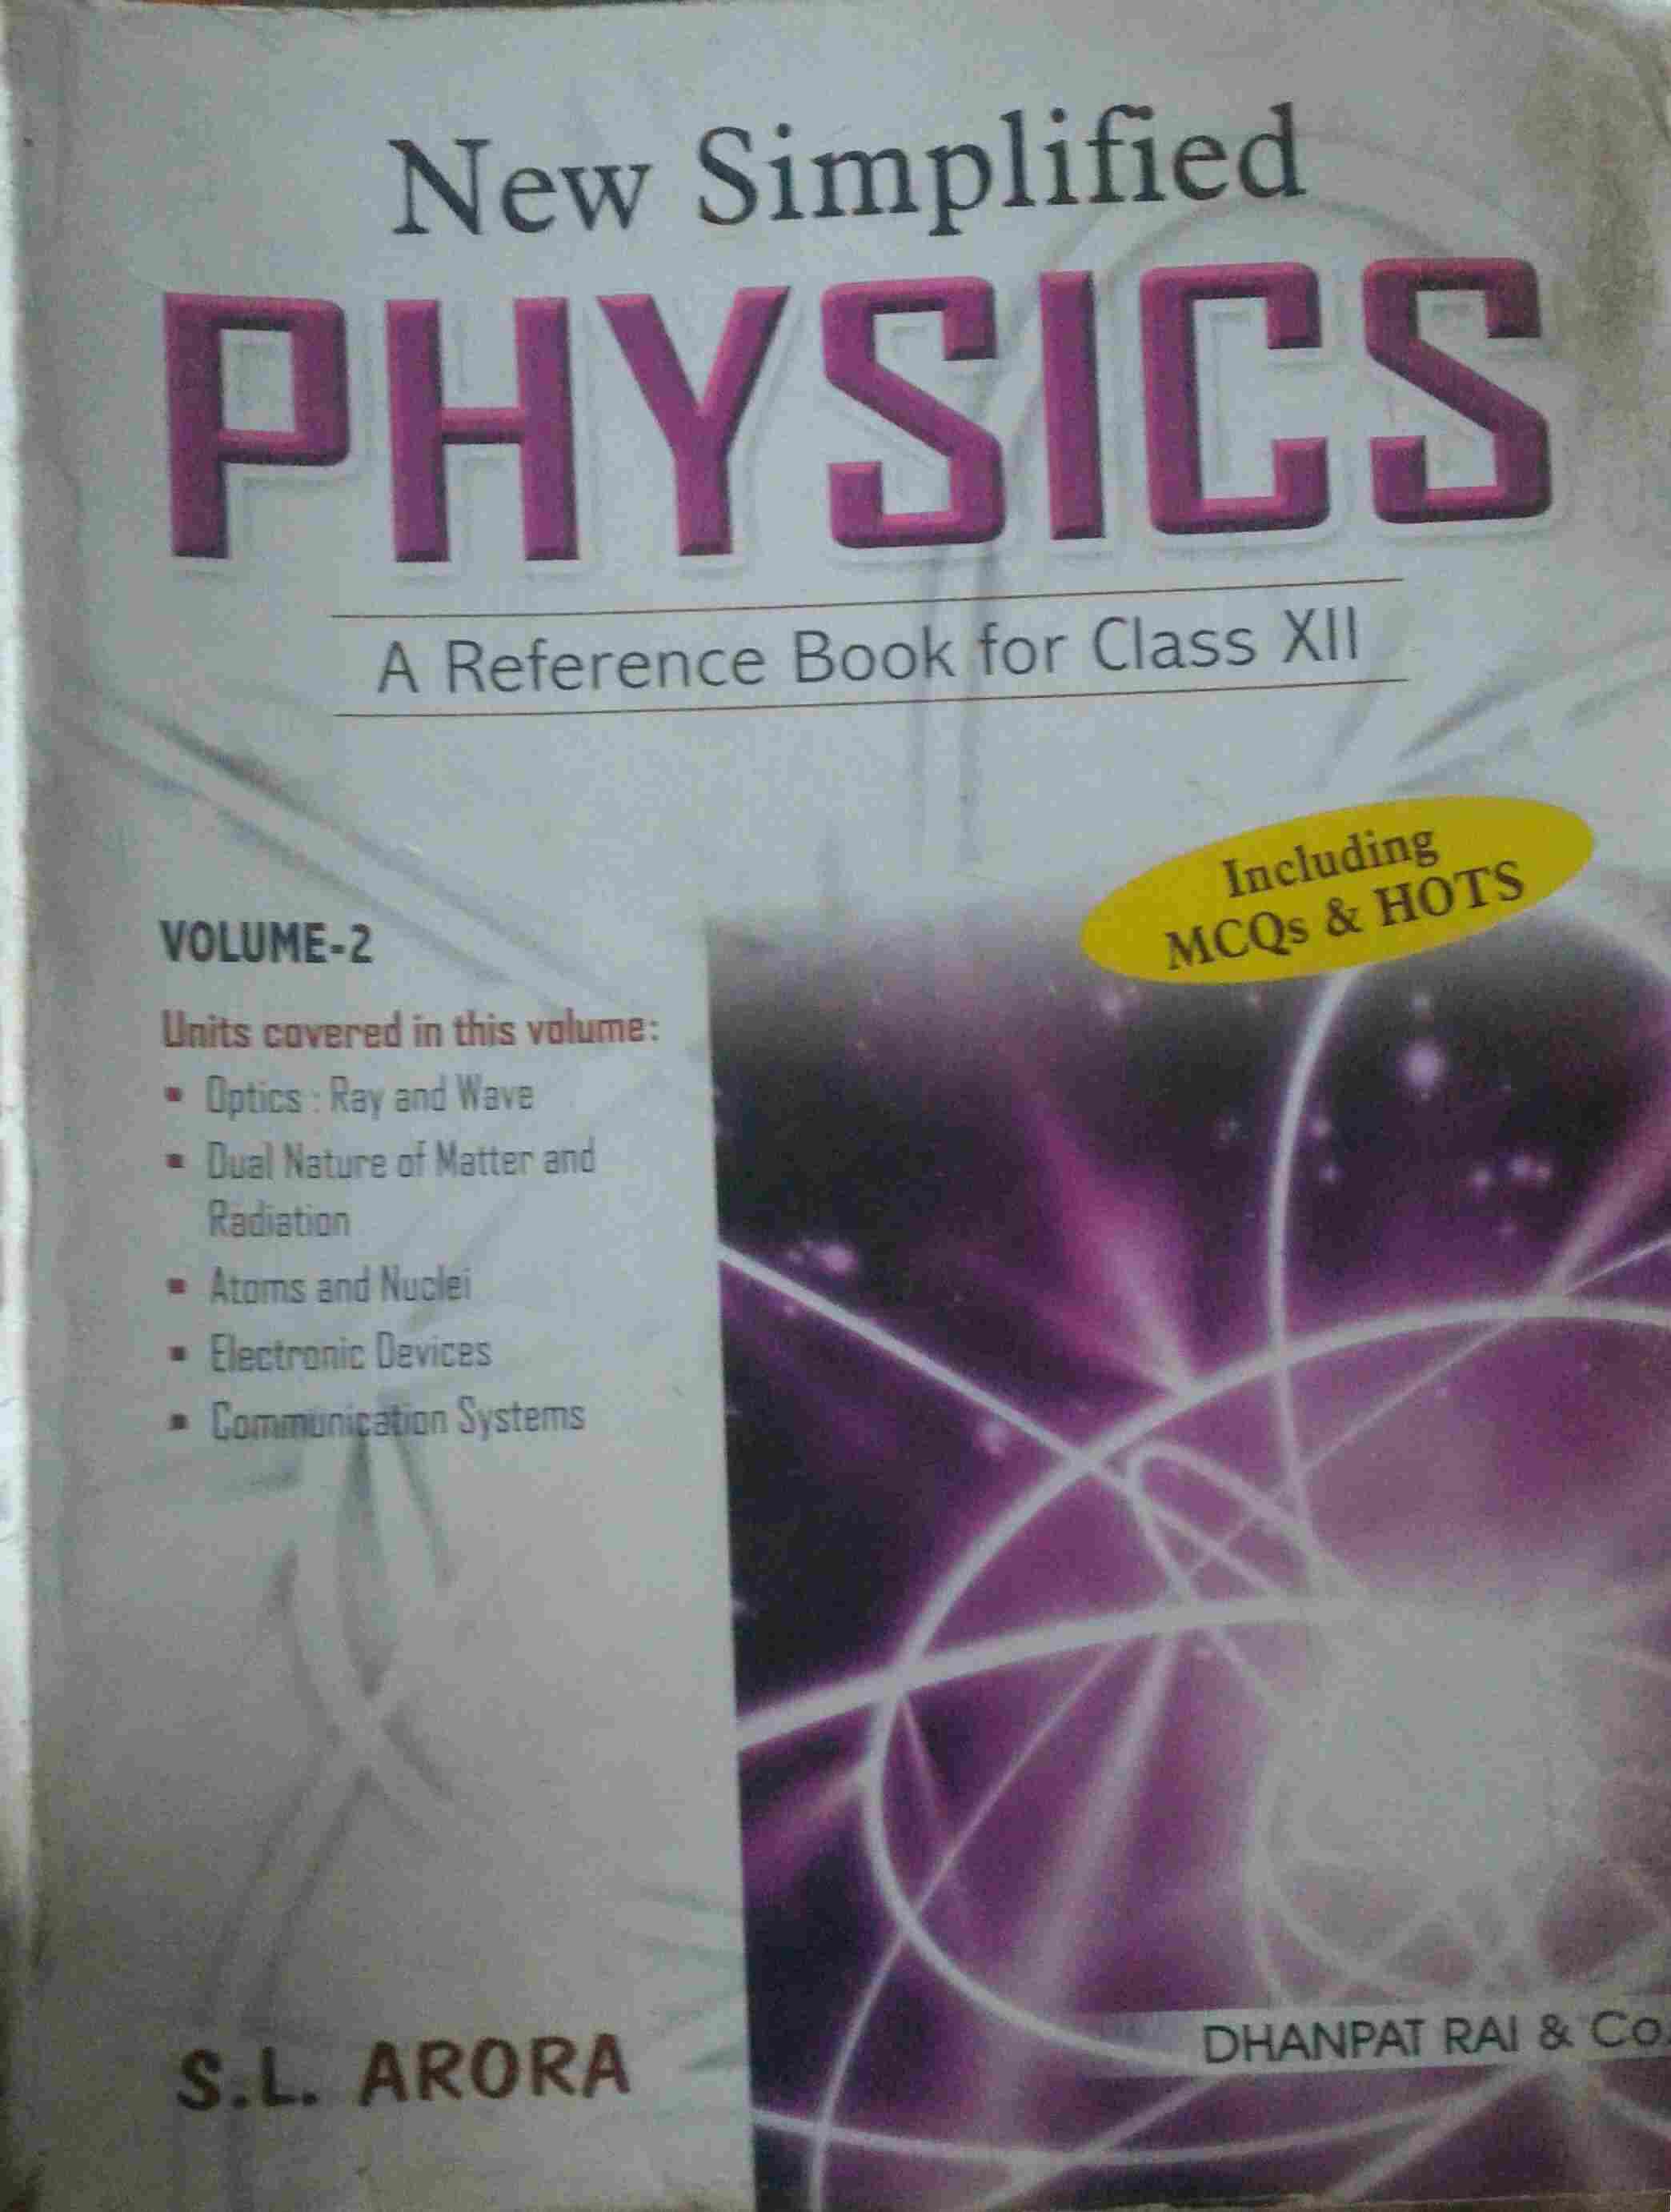 New Simplified
PHYSICS
A Reference Book for Class XII
Including
MCQs & HOTS
VOLUME-2
Units covered in this volume:
▪ Optics : Ray and Wave
▪ Dual Nature of Matter and
Radiation
▪ Atoms and Nuclei
▪ Electronic Devices
▪ Communication Systems
S.L. ARORA
DHANPAT RAI & Co.